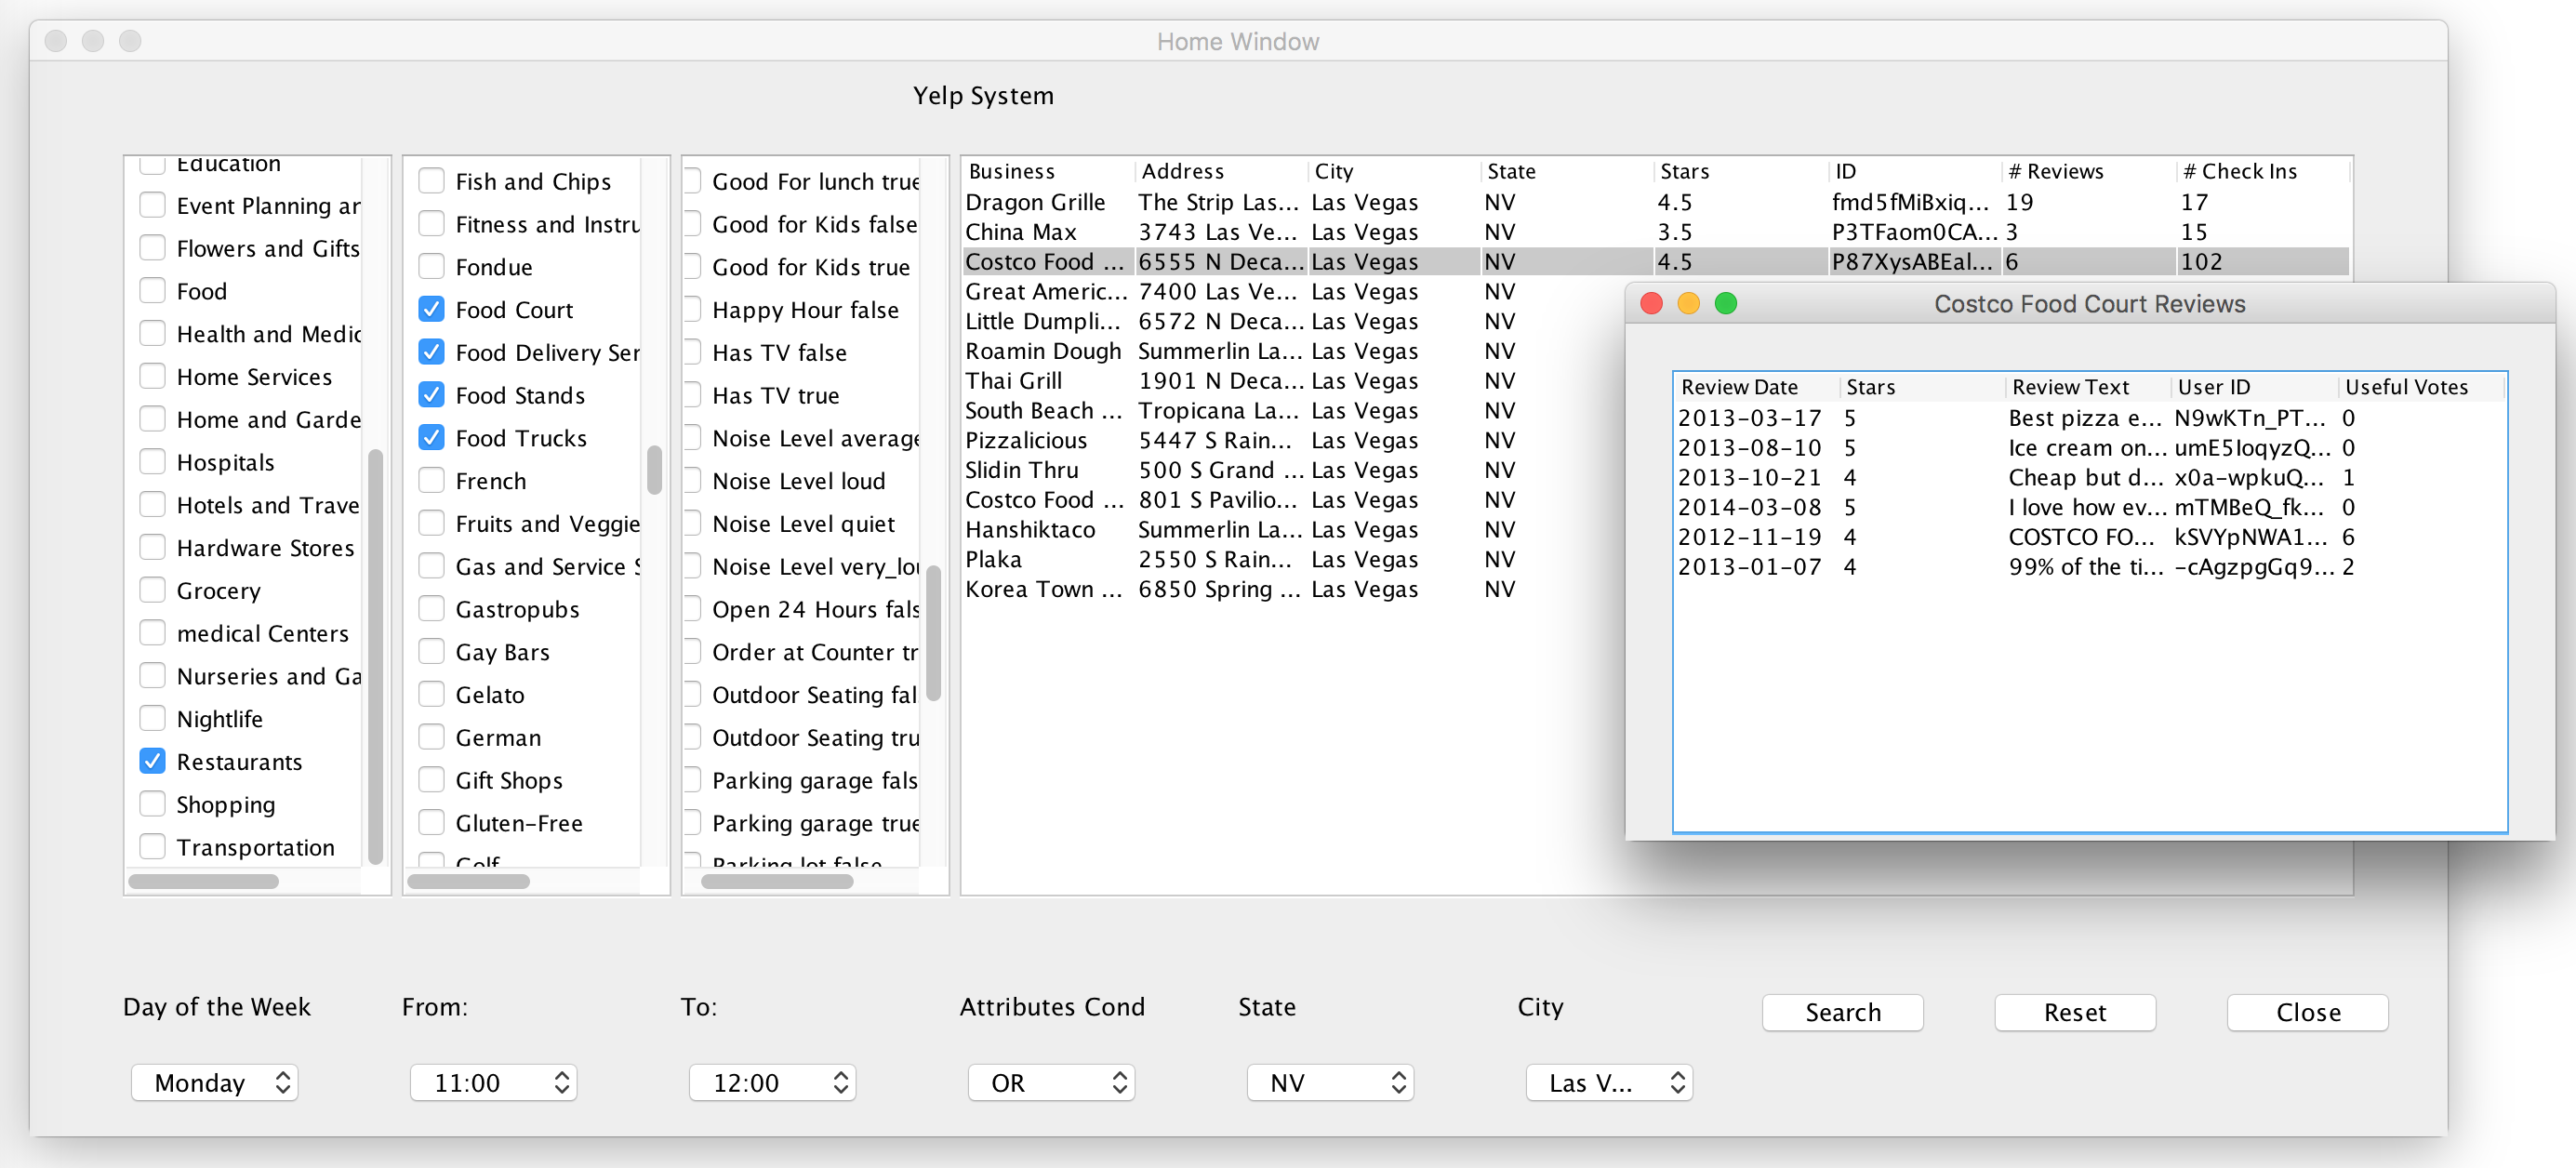 Home Window
Yelp System
Education
Event Planning ar
Flowers and Gifts
Food
Health and Medic
Home Services
Home and Garde
Hospitals
Hotels and Trave
Hardware Stores
Grocery
medical Centers
Nurseries and Ga
Nightlife
Restaurants
Shopping
Transportation
Fish and Chips
Fitness and Instru
Fondue
Food Court
Food Delivery Ser
Food Stands
Food Trucks
French
Fruits and Veggie
Gas and Service S
Gastropubs
Gay Bars
Gelato
German
Gift Shops
Gluten-Free
Golf
Good For lunch true
Good for Kids false
Good for Kids true
Happy Hour false
Has TV false
Has TV true
Noise Level average
Noise Level loud
Noise Level quiet
Noise Level very_lou
Open 24 Hours fals
Order at Counter tr
Outdoor Seating fal
Outdoor Seating tru
Parking garage fals
Parking garage true
Parking lot false
Business Address City State Stars ID # Reviews # Check Ins
Dragon Grille The Strip Las... Las Vegas NV 4.5 fmd5fMiBxiq... 19 17
China Max 3743 Las Ve... Las Vegas NV 3.5 P3TFaom0CA... 3 15
Costco Food ... 6555 N Deca... Las Vegas NV 4.5 P87XysABEal... 6 102
Great Americ... 7400 Las Ve... Las Vegas NV
Little Dumpli... 6572 N Deca... Las Vegas NV
Roamin Dough Summerlin La... Las Vegas NV
Thai Grill 1901 N Deca... Las Vegas NV
South Beach ... Tropicana La... Las Vegas NV
Pizzalicious 5447 S Rain... Las Vegas NV
Slidin Thru 500 S Grand ... Las Vegas NV
Costco Food ... 801 S Pavilio... Las Vegas NV
Hanshiktaco Summerlin La... Las Vegas NV
Plaka 2550 S Rain... Las Vegas NV
Korea Town ... 6850 Spring ... Las Vegas NV
Costco Food Court Reviews
Review Date Stars Review Text User ID Useful Votes
2013-03-17 5 Best pizza e... N9wKTn_PT... 0
2013-08-10 5 Ice cream on... umE5IoqyzQ... 0
2013-10-21 4 Cheap but d... x0a-wpkuQ... 1
2014-03-08 5 I love how ev... mTMBeQ_fk... 0
2012-11-19 4 COSTCO FO... kSVYpNWA1... 6
2013-01-07 4 99% of the ti... -cAgzpgGq9... 2
Day of the Week From: To: Attributes Cond State City Search Reset Close
Monday 11:00 12:00 OR NV Las V...